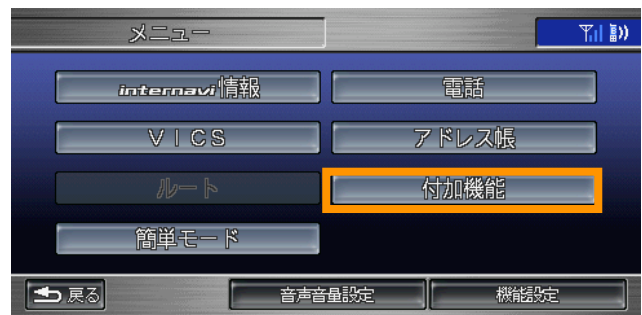 メニュー
internavi情報
電話
VICS
アドレス帳
ルート
付加機能
簡単モード
戻る
音声音量設定
機能設定